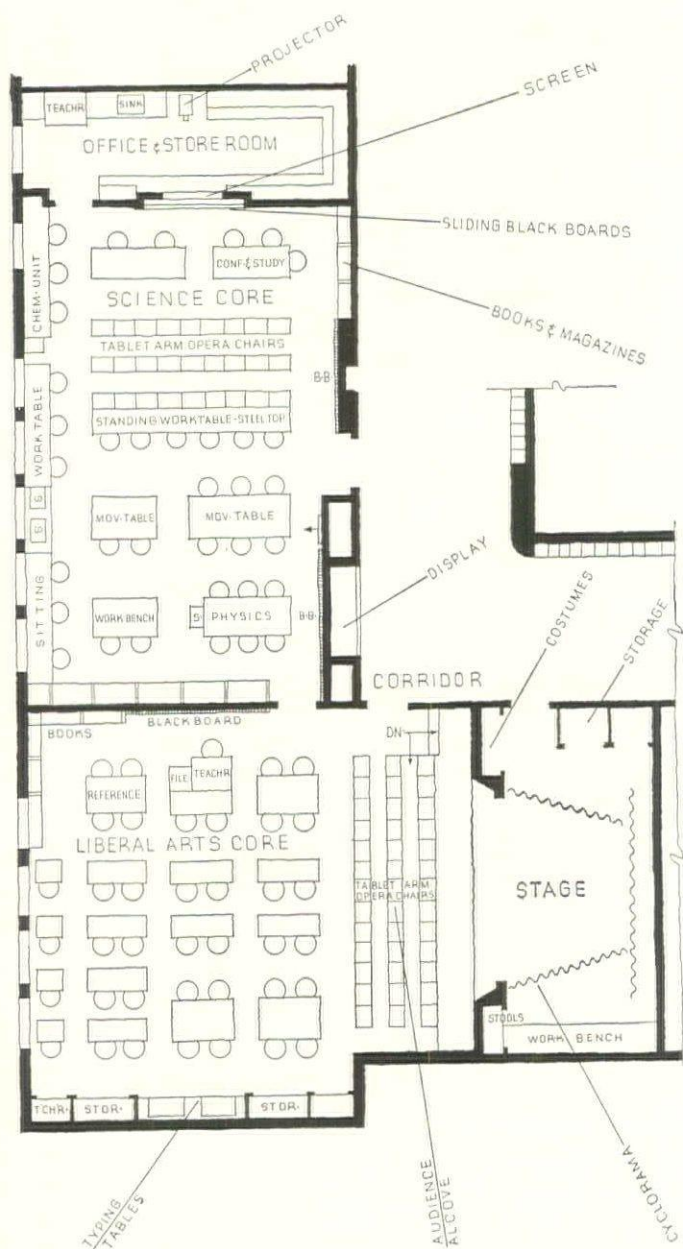 PROJECTOR
SCREEN
TEACHR
SINK
OFFICE & STORE ROOM
SLIDING BLACK BOARDS
CONF-& STUDY
CHEM-UNIT
SCIENCE CORE
BOOKS & MAGAZINES
TABLET ARM OPERA CHAIRS
B-B
WORK TABLE
STANDING WORKTABLE-STEEL TOP
S
S
MOV-TABLE
MOV-TABLE
DISPLAY
COSTUMES
STORAGE
SITTING
WORK BENCH
S
PHYSICS
B-B-
CORRIDOR
BOOKS
BLACKBOARD
DN
REFERENCE
FILE
TEACHR
LIBERAL ARTS CORE
TABLET ARM
OPERA CHAIRS
STAGE
STOOLS
WORK BENCH
TCHR-
STOR-
STOR-
TYPING
TABLES
AUDIENCE
ALCOVE
CYCLORAMA